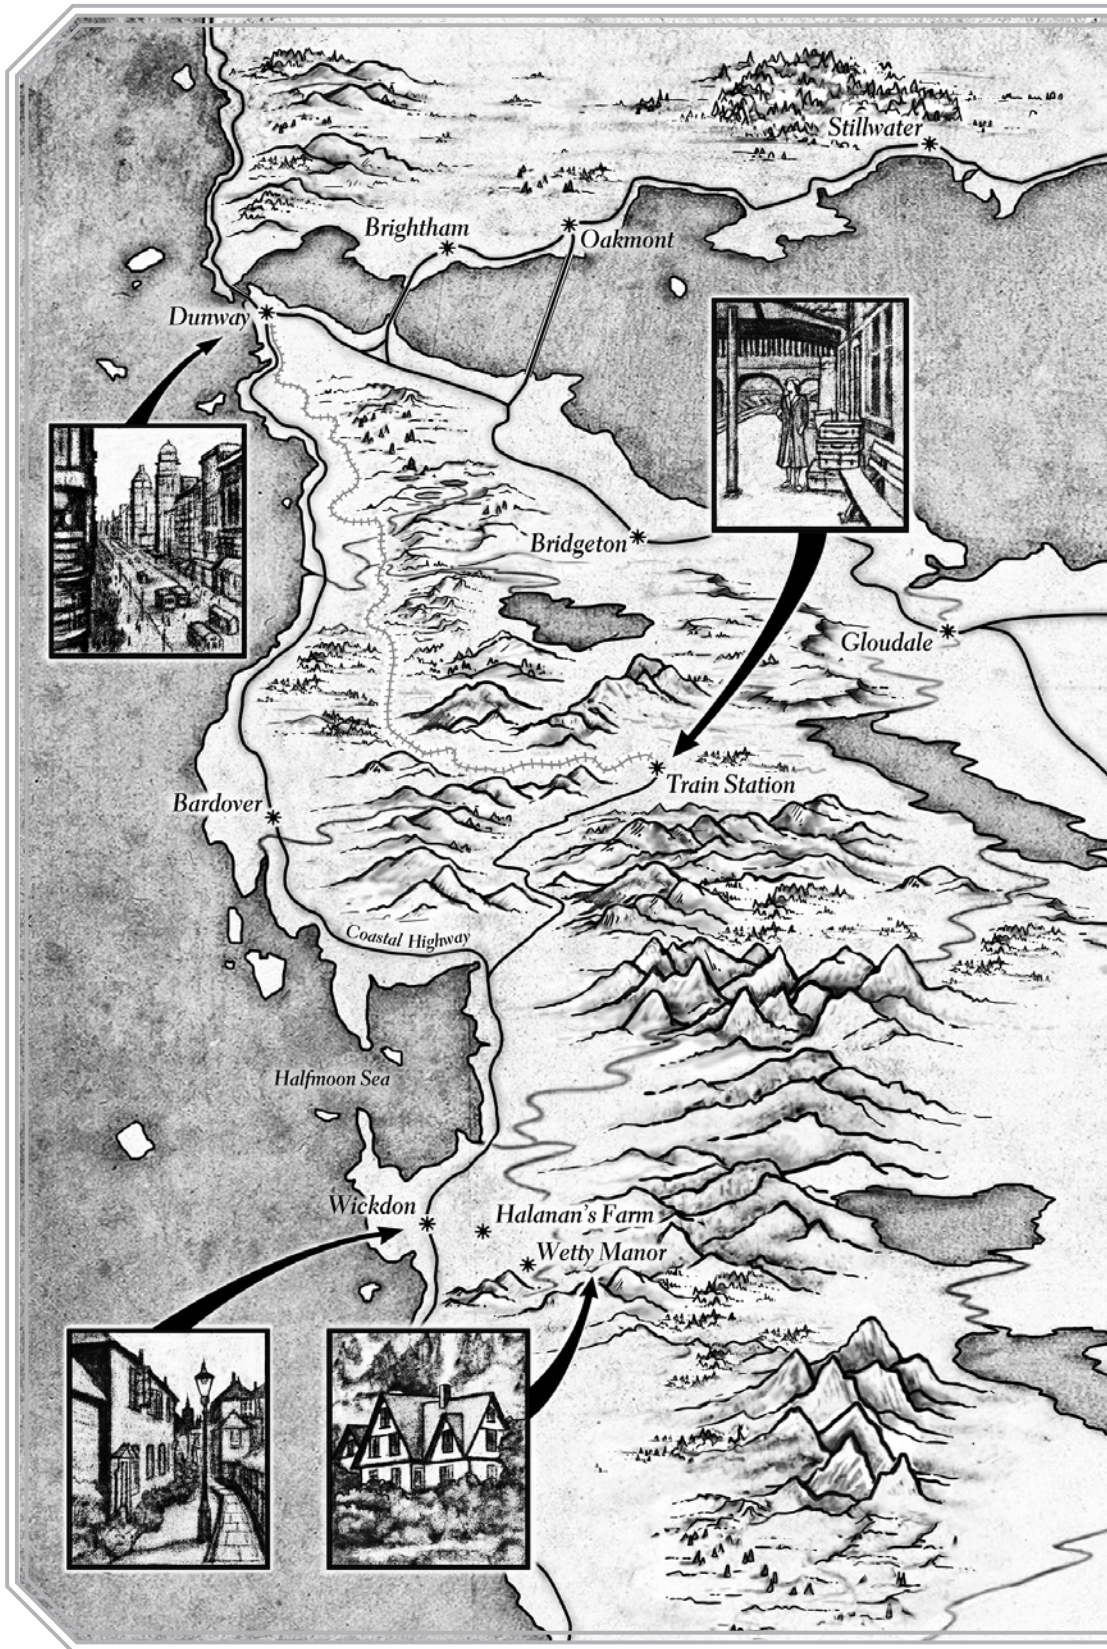 Stillwater
Brightham
Oakmont
Dunway
Bridgeton
Gloudale
Train Station
Bardover
Coastal Highway
Halfmoon Sea
Wickdon
Halanan's Farm
Wetty Manor